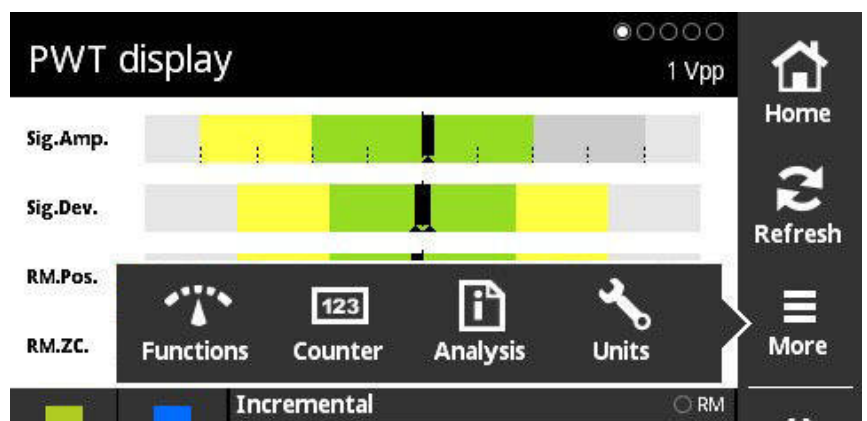 PWT display
1 Vpp
Home
Sig.Amp.
Sig.Dev.
Refresh
RM.Pos.
123
Functions
Counter
Analysis
Units
More
RM.ZC.
Incremental
RM